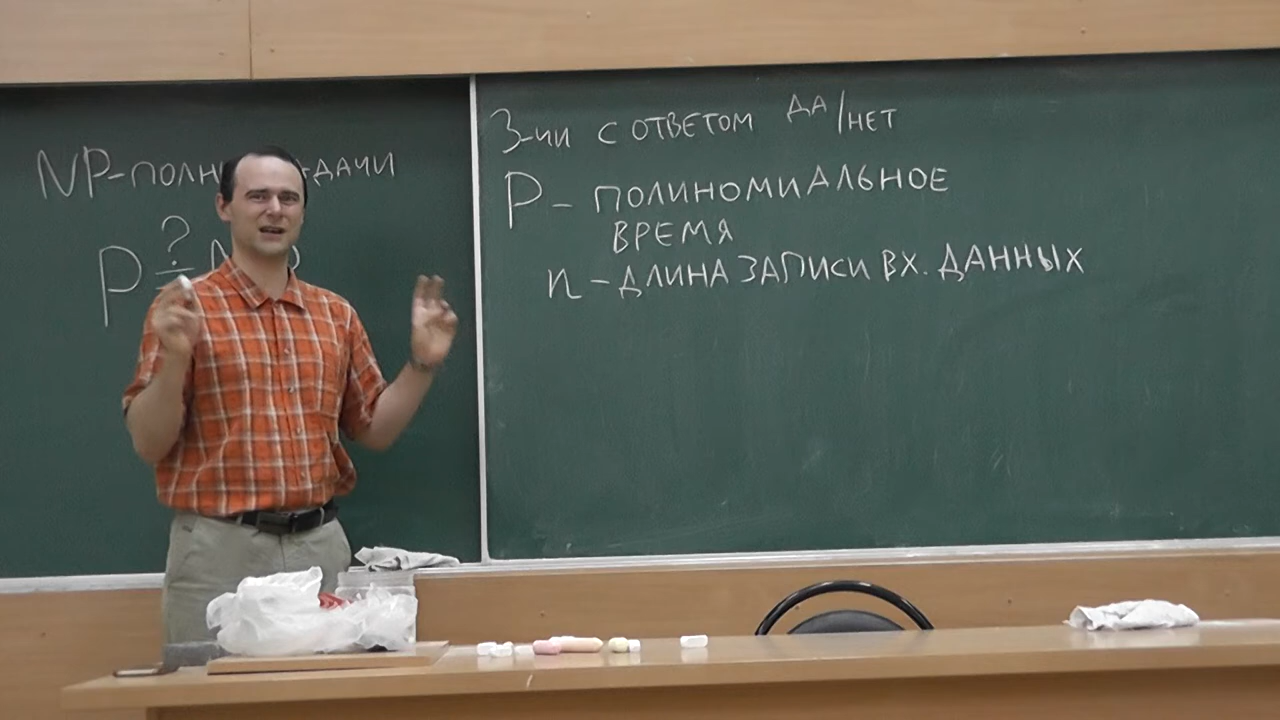 NP-полн дачи
P ?
З-чи с ответом да/нет
P – полиномиальное
время
n – длина записи вх. данных